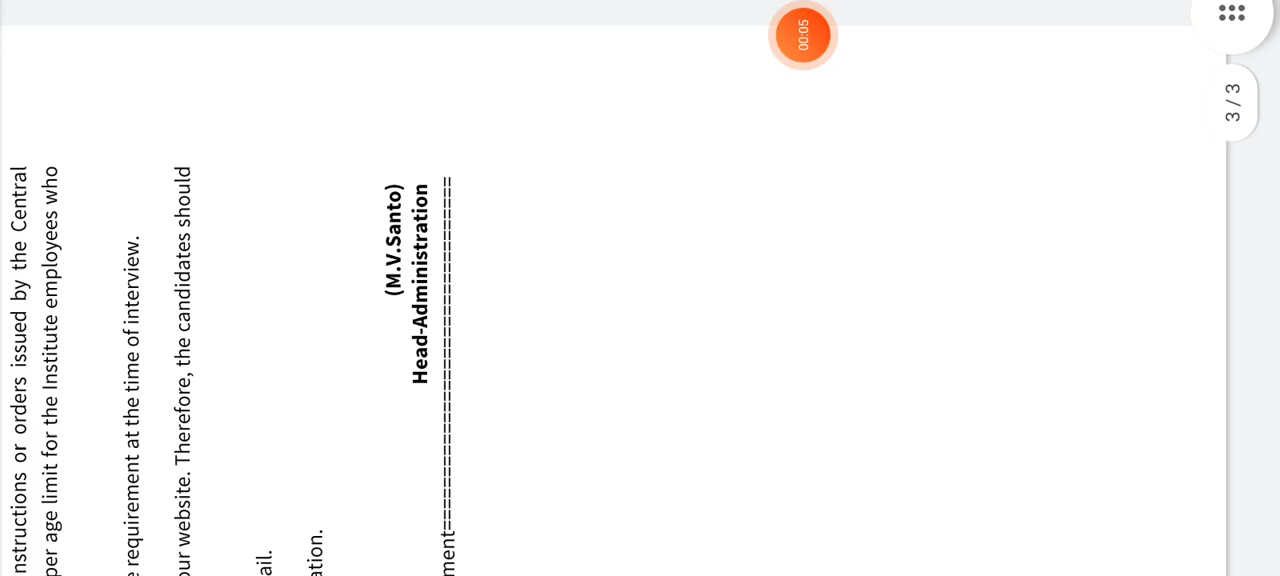 00:05
3 / 3
nstructions or orders issued by the Central
per age limit for the Institute employees who
e requirement at the time of interview.
our website. Therefore, the candidates should
ail.
ation.
(M.V.Santo)
Head-Administration
ment==========================================